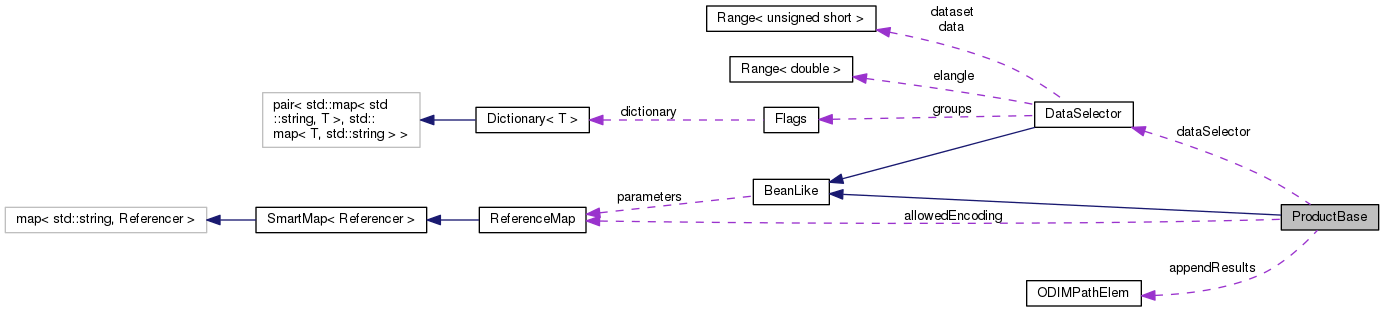 Range< unsigned short >
dataset
data
Range< double >
elangle
pair< std::map< std
::string, T >, std::
map< T, std::string > >
Dictionary< T >
dictionary
Flags
groups
DataSelector
dataSelector
BeanLike
parameters
map< std::string, Referencer >
SmartMap< Referencer >
ReferenceMap
allowedEncoding
ProductBase
appendResults
ODIMPathElem